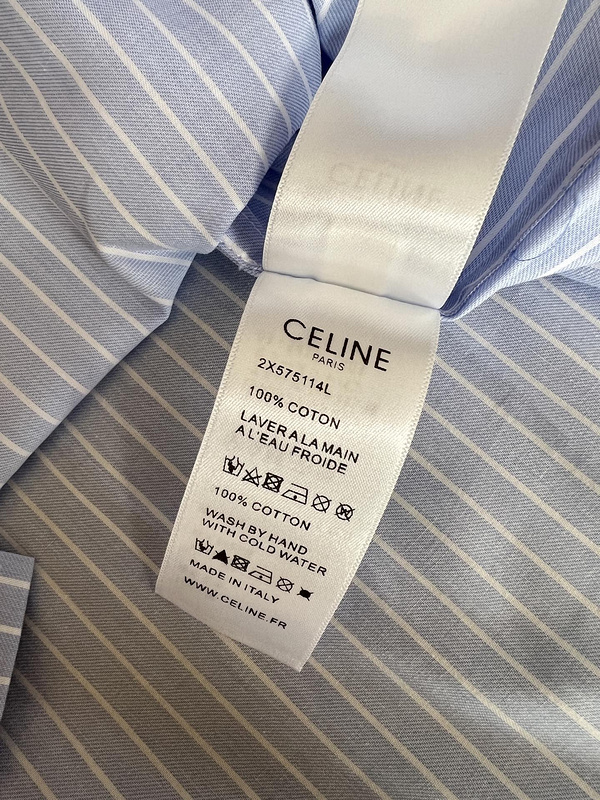 CELINE
CELINE
PARIS
2X575114L
100% COTON
LAVER A LA MAIN
A L'EAU FROIDE
100% COTTON
WASH BY HAND
WITH COLD WATER
MADE IN ITALY
WWW.CELINE.FR